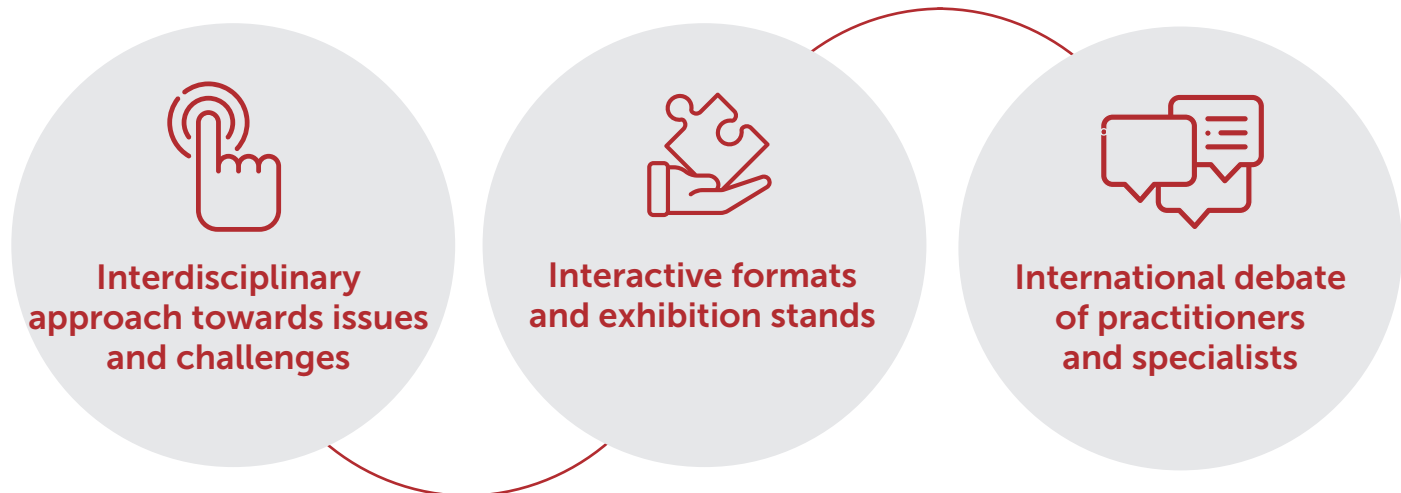 Interdisciplinary
approach towards issues
and challenges
Interactive formats
and exhibition stands
International debate
of practitioners
and specialists